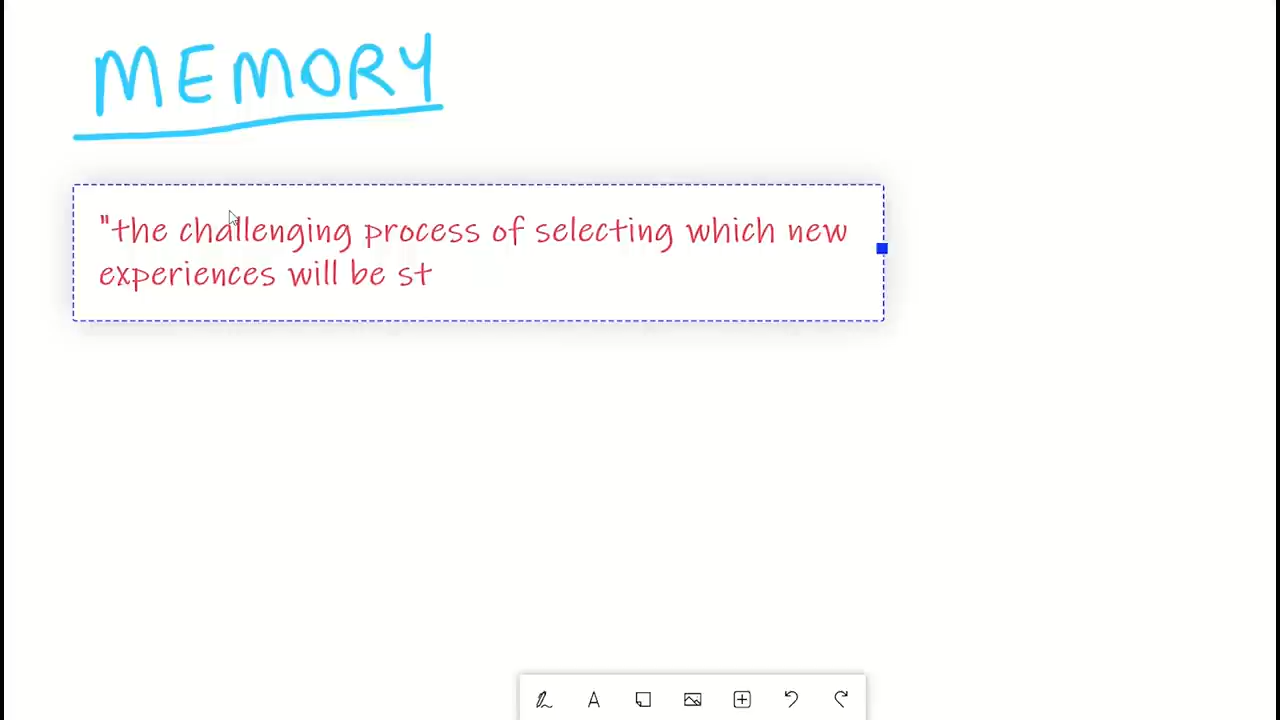 MEMORY
"the challenging process of selecting which new
experiences will be st